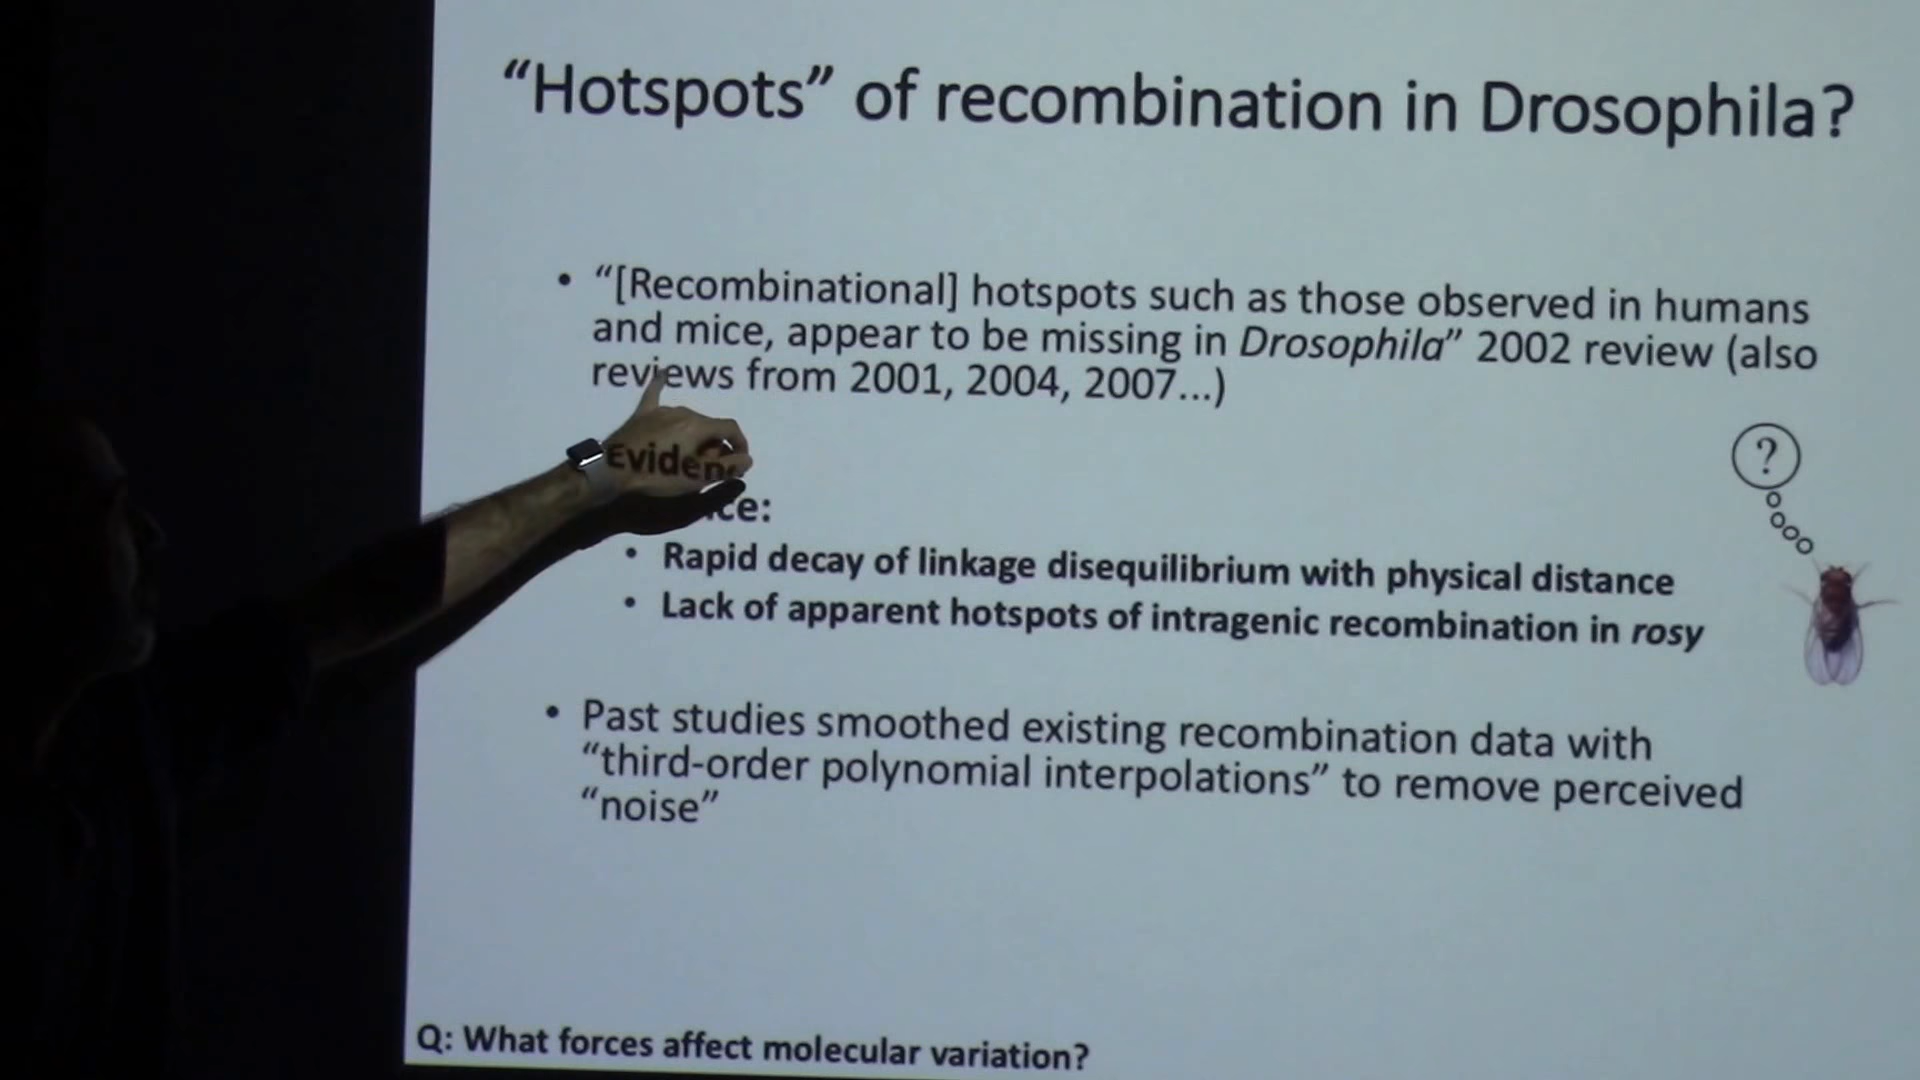 “Hotspots” of recombination in Drosophila?
• “[Recombinational] hotspots such as those observed in humans
and mice, appear to be missing in Drosophila” 2002 review (also
reviews from 2001, 2004, 2007...)
?
Evidence:
• Rapid decay of linkage disequilibrium with physical distance
• Lack of apparent hotspots of intragenic recombination in rosy
• Past studies smoothed existing recombination data with
“third-order polynomial interpolations” to remove perceived
“noise”
Q: What forces affect molecular variation?